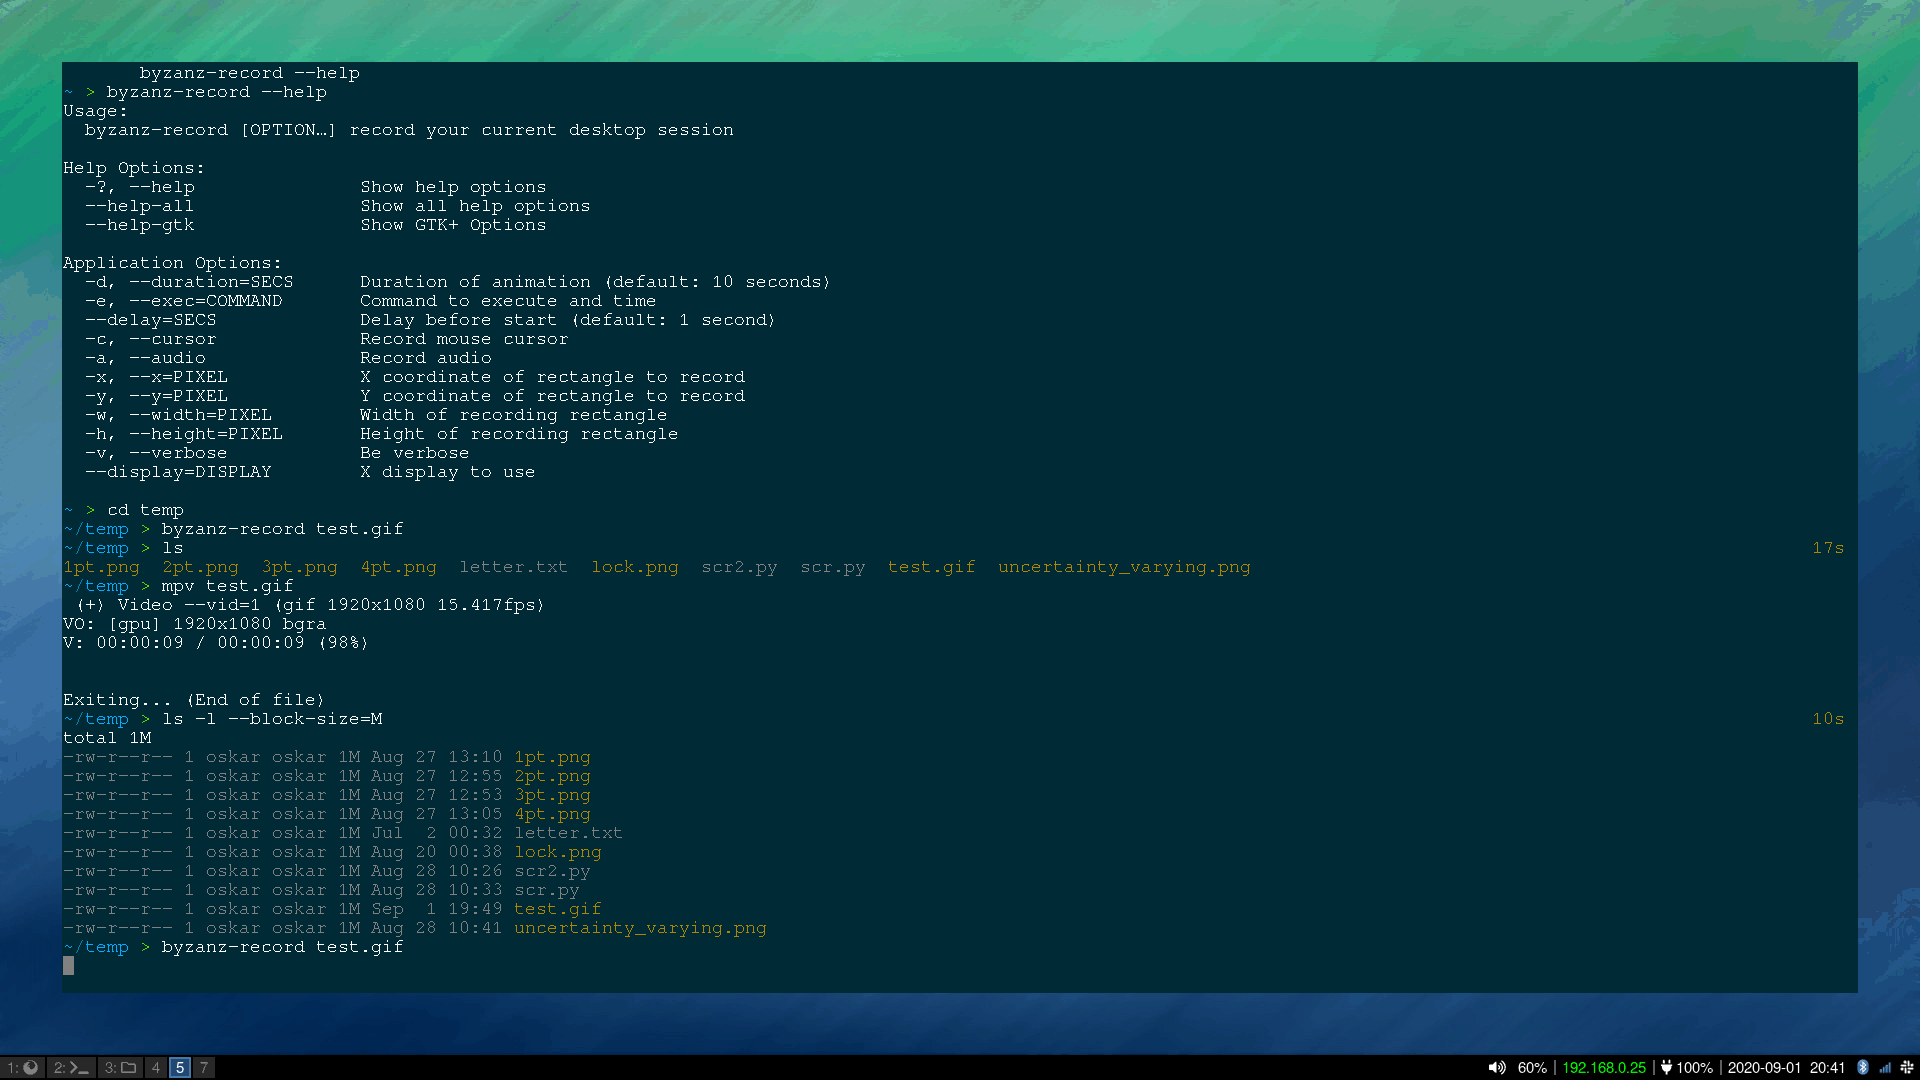 byzanz-record --help
~ > byzanz-record --help
Usage:
  byzanz-record [OPTION…] record your current desktop session
Help Options:
  -?, --help               Show help options
  --help-all               Show all help options
  --help-gtk               Show GTK+ Options
Application Options:
  -d, --duration=SECS      Duration of animation (default: 10 seconds)
  -e, --exec=COMMAND       Command to execute and time
  --delay=SECS             Delay before start (default: 1 second)
  -c, --cursor             Record mouse cursor
  -a, --audio              Record audio
  -x, --x=PIXEL            X coordinate of rectangle to record
  -y, --y=PIXEL            Y coordinate of rectangle to record
  -w, --width=PIXEL        Width of recording rectangle
  -h, --height=PIXEL       Height of recording rectangle
  -v, --verbose            Be verbose
  --display=DISPLAY        X display to use
~ > cd temp
~/temp > byzanz-record test.gif
~/temp > ls 17s
1pt.png  2pt.png  3pt.png  4pt.png  letter.txt  lock.png  scr2.py  scr.py  test.gif  uncertainty_varying.png
~/temp > mpv test.gif
 (+) Video --vid=1 (gif 1920x1080 15.417fps)
VO: [gpu] 1920x1080 bgra
V: 00:00:09 / 00:00:09 (98%)
Exiting... (End of file)
~/temp > ls -l --block-size=M 10s
total 1M
-rw-r--r-- 1 oskar oskar 1M Aug 27 13:10 1pt.png
-rw-r--r-- 1 oskar oskar 1M Aug 27 12:55 2pt.png
-rw-r--r-- 1 oskar oskar 1M Aug 27 12:53 3pt.png
-rw-r--r-- 1 oskar oskar 1M Aug 27 13:05 4pt.png
-rw-r--r-- 1 oskar oskar 1M Jul  2 00:32 letter.txt
-rw-r--r-- 1 oskar oskar 1M Aug 20 00:38 lock.png
-rw-r--r-- 1 oskar oskar 1M Aug 28 10:26 scr2.py
-rw-r--r-- 1 oskar oskar 1M Aug 28 10:33 scr.py
-rw-r--r-- 1 oskar oskar 1M Sep  1 19:49 test.gif
-rw-r--r-- 1 oskar oskar 1M Aug 28 10:41 uncertainty_varying.png
~/temp > byzanz-record test.gif
1: 2: 3: 4 5 7 60% | 192.168.0.25 | 100% | 2020-09-01 20:41